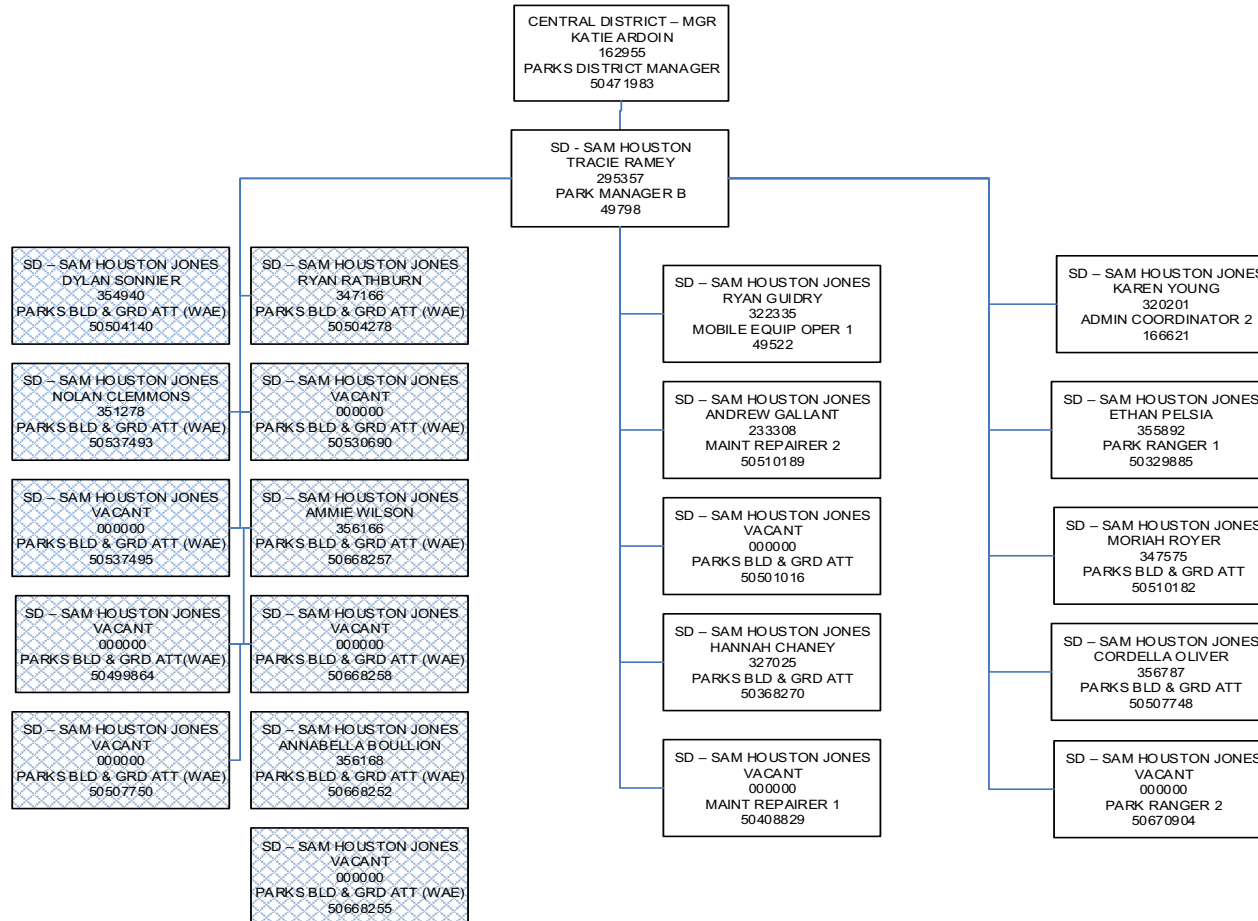 CENTRAL DISTRICT – MGR
KATIE ARDOIN
162955
PARKS DISTRICT MANAGER
50471983
SD - SAM HOUSTON
TRACIE RAMEY
295357
PARK MANAGER B
49798
SD – SAM HOUSTON JONES
DYLAN SONNIER
354940
PARKS BLD & GRD ATT (WAE)
50504140
SD – SAM HOUSTON JONES
RYAN RATHBURN
347166
PARKS BLD & GRD ATT (WAE)
50504278
SD – SAM HOUSTON JONES
NOLAN CLEMMONS
351278
PARKS BLD & GRD ATT (WAE)
50537493
SD – SAM HOUSTON JONES
VACANT
000000
PARKS BLD & GRD ATT (WAE)
50530690
SD – SAM HOUSTON JONES
VACANT
000000
PARKS BLD & GRD ATT (WAE)
50537495
SD – SAM HOUSTON JONES
AMMIE WILSON
356166
PARKS BLD & GRD ATT (WAE)
50668257
SD – SAM HOUSTON JONES
VACANT
000000
PARKS BLD & GRD ATT(WAE)
50499864
SD – SAM HOUSTON JONES
VACANT
000000
PARKS BLD & GRD ATT (WAE)
50668258
SD – SAM HOUSTON JONES
VACANT
000000
PARKS BLD & GRD ATT (WAE)
50507750
SD – SAM HOUSTON JONES
ANNABELLA BOULLION
356168
PARKS BLD & GRD ATT (WAE)
50668252
SD – SAM HOUSTON JONES
VACANT
000000
PARKS BLD & GRD ATT (WAE)
50668255
SD – SAM HOUSTON JONES
RYAN GUIDRY
322335
MOBILE EQUIP OPER 1
49522
SD – SAM HOUSTON JONES
ANDREW GALLANT
233308
MAINT REPAIRER 2
50510189
SD – SAM HOUSTON JONES
VACANT
000000
PARKS BLD & GRD ATT
50501016
SD – SAM HOUSTON JONES
HANNAH CHANEY
327025
PARKS BLD & GRD ATT
50368270
SD – SAM HOUSTON JONES
VACANT
000000
MAINT REPAIRER 1
50408829
SD – SAM HOUSTON JONES
KAREN YOUNG
320201
ADMIN COORDINATOR 2
166621
SD – SAM HOUSTON JONES
ETHAN PELSIA
355892
PARK RANGER 1
50329885
SD – SAM HOUSTON JONES
MORIAH ROYER
347575
PARKS BLD & GRD ATT
50510182
SD – SAM HOUSTON JONES
CORDELLA OLIVER
356787
PARKS BLD & GRD ATT
50507748
SD – SAM HOUSTON JONES
VACANT
000000
PARK RANGER 2
50670904